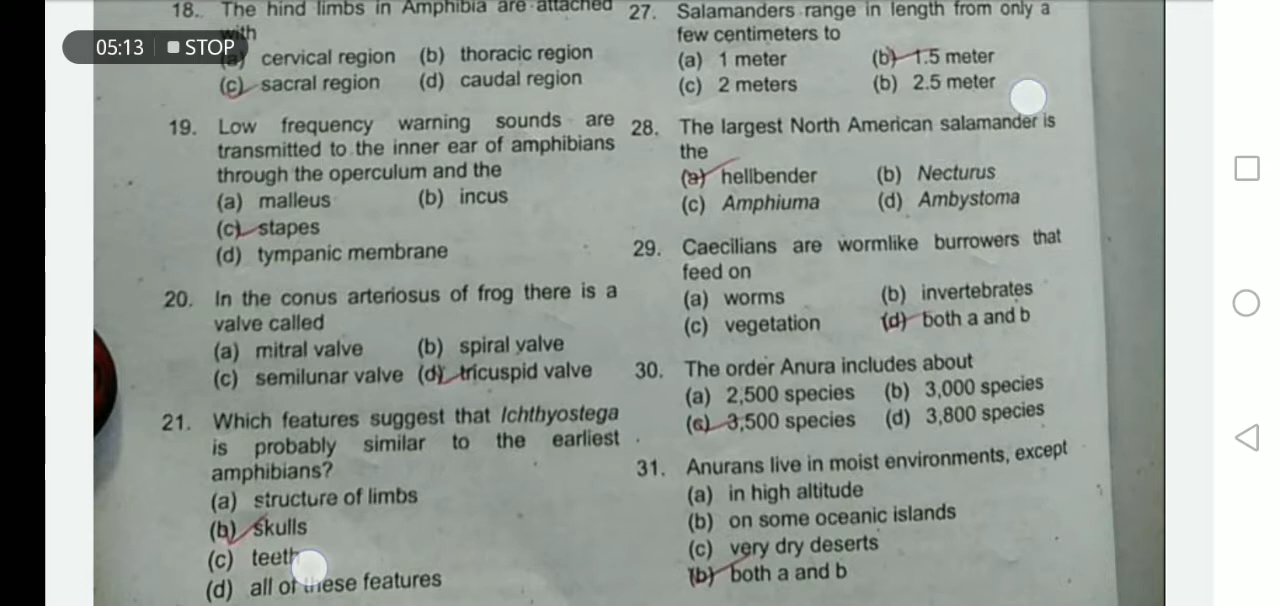 18. The hind limbs in Amphibia are attached
with
05:13 STOP
(a) cervical region (b) thoracic region
(c) sacral region (d) caudal region
19. Low frequency warning sounds are
transmitted to the inner ear of amphibians
through the operculum and the
(a) malleus (b) incus
(c) stapes
(d) tympanic membrane
20. In the conus arteriosus of frog there is a
valve called
(a) mitral valve (b) spiral valve
(c) semilunar valve (d) tricuspid valve
21. Which features suggest that Ichthyostega
is probably similar to the earliest
amphibians?
(a) structure of limbs
(b) skulls
(c) teeth
(d) all of these features
27. Salamanders range in length from only a
few centimeters to
(a) 1 meter (b) 1.5 meter
(c) 2 meters (b) 2.5 meter
28. The largest North American salamander is
the
(a) hellbender (b) Necturus
(c) Amphiuma (d) Ambystoma
29. Caecilians are wormlike burrowers that
feed on
(a) worms (b) invertebrates
(c) vegetation (d) both a and b
30. The order Anura includes about
(a) 2,500 species (b) 3,000 species
(c) 3,500 species (d) 3,800 species
31. Anurans live in moist environments, except
(a) in high altitude
(b) on some oceanic islands
(c) very dry deserts
(b) both a and b